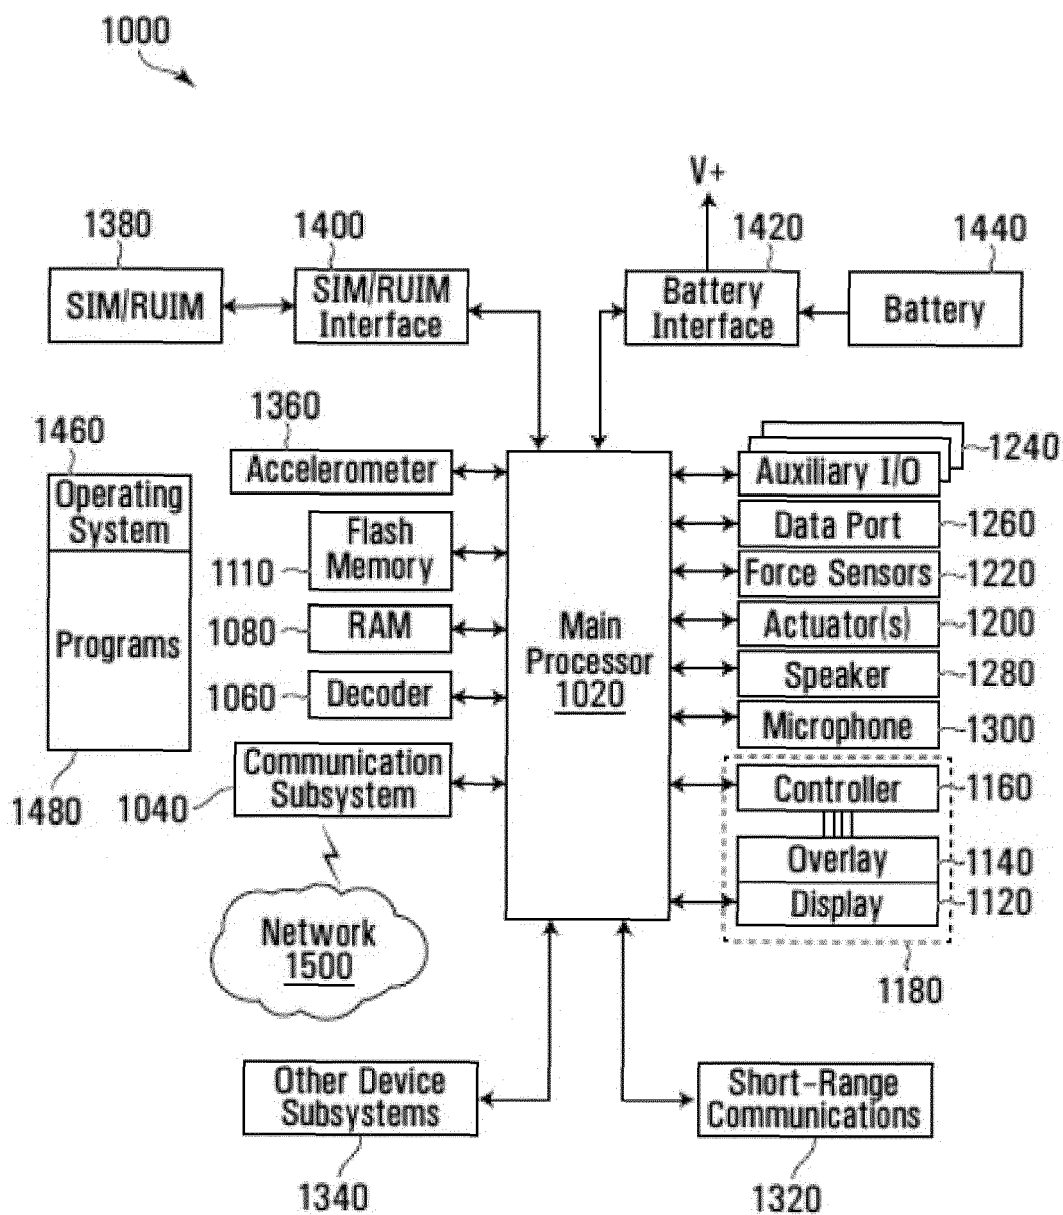 1000
V+
1380
1400
1420
1440
SIM/RUIM
SIM/RUIM
Interface
Battery
Interface
Battery
1360
1460
Accelerometer
Auxiliary I/O
1240
Operating
System
Flash
Memory
1110
Data Port
1260
Force Sensors
1220
Programs
RAM
1080
Main
Processor
1020
Actuator(s)
1200
Decoder
1060
Speaker
1280
Microphone
1300
1480
Communication
Subsystem
1040
Controller
1160
Overlay
1140
Display
1120
1180
Network
1500
Other Device
Subsystems
1340
Short-Range
Communications
1320